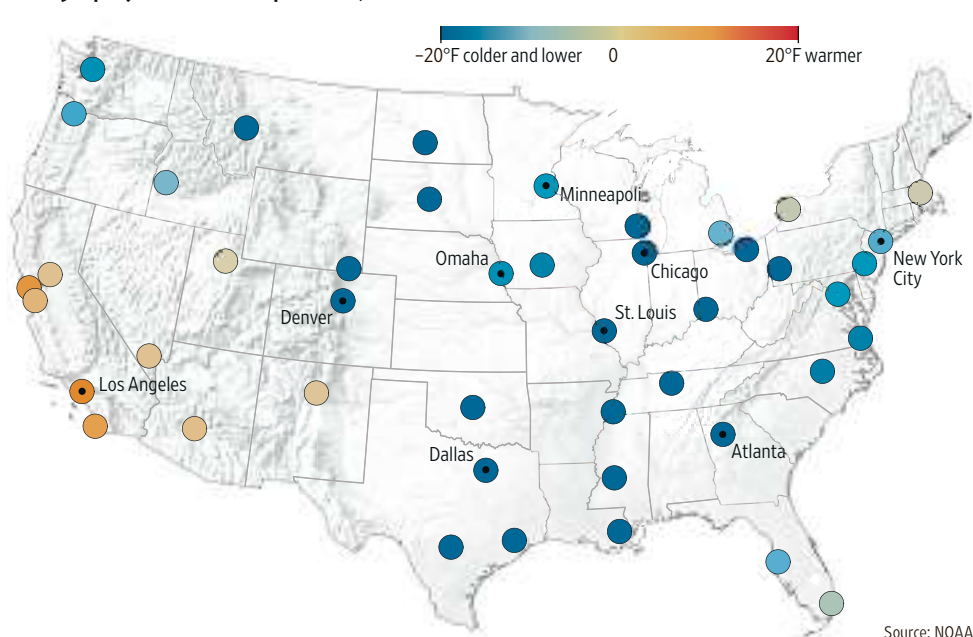 −20°F colder and lower 0 20°F warmer
Minneapolis
Omaha
Chicago
New York
City
Denver
St. Louis
Los Angeles
Dallas
Atlanta
Source: NOAA